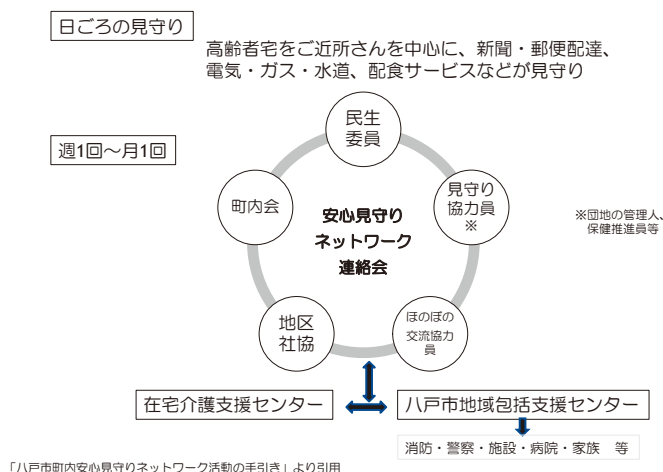 日ごろの見守り
高齢者宅をご近所さんを中心に、新聞・郵便配達、
電気・ガス・水道、配食サービスなどが見守り
週1回～月1回
民生
委員
町内会
見守り
協力員
※
※団地の管理人、
保健推進員等
安心見守り
ネットワーク
連絡会
地区
社協
ほのぼの
交流協力
員
在宅介護支援センター
八戸市地域包括支援センター
消防・警察・施設・病院・家族　等
「八戸市町内安心見守りネットワーク活動の手引き」より引用